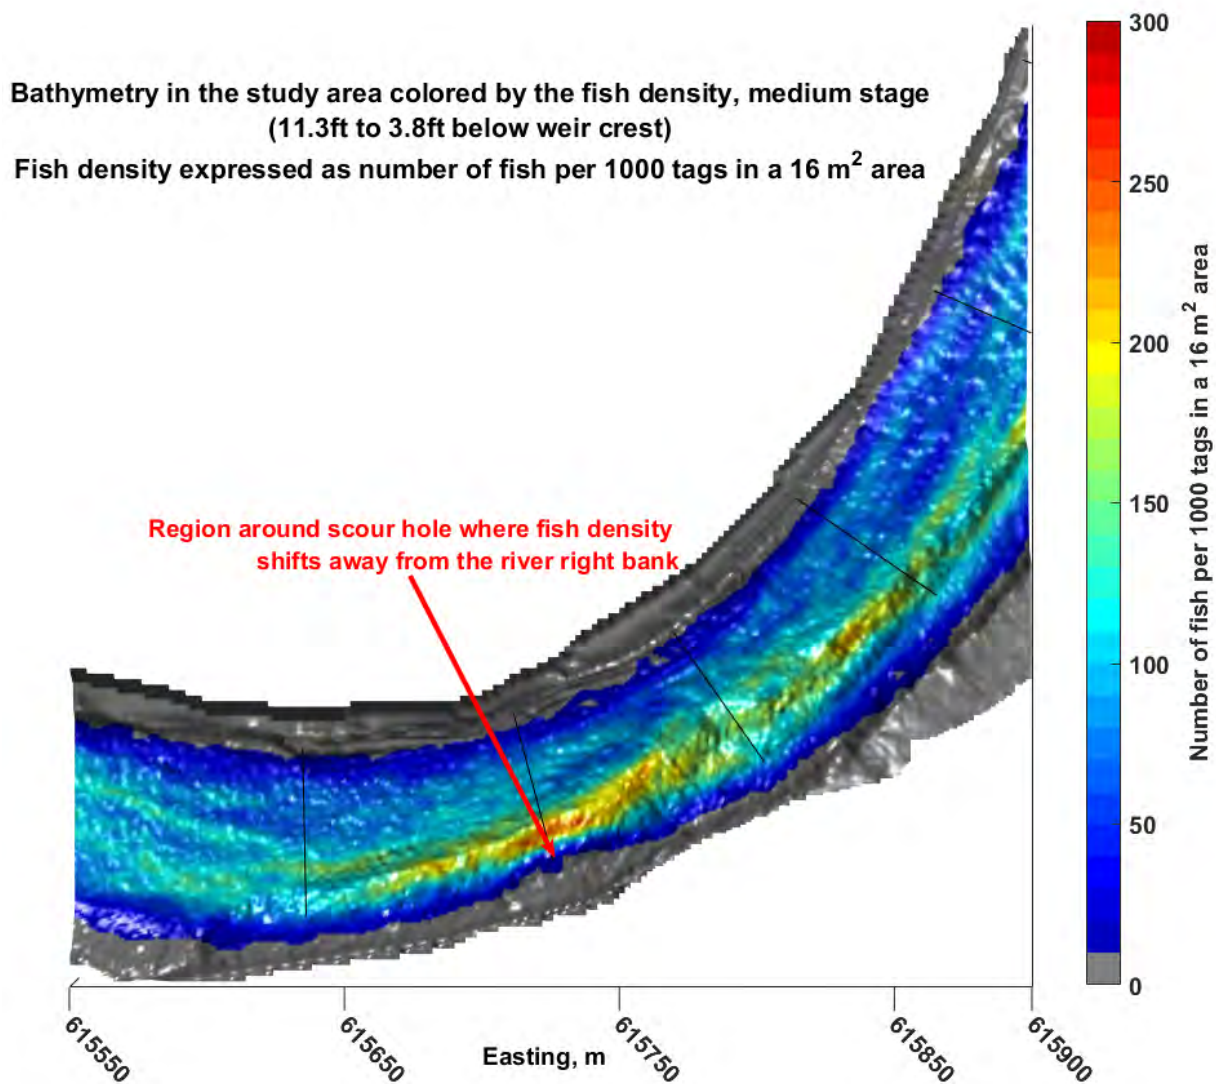 Bathymetry in the study area colored by the fish density, medium stage
(11.3ft to 3.8ft below weir crest)
Fish density expressed as number of fish per 1000 tags in a 16 m² area
Region around scour hole where fish density
shifts away from the river right bank
300
250
200
150
100
50
0
Number of fish per 1000 tags in a 16 m² area
615550
615650
615750
615850
615900
Easting, m